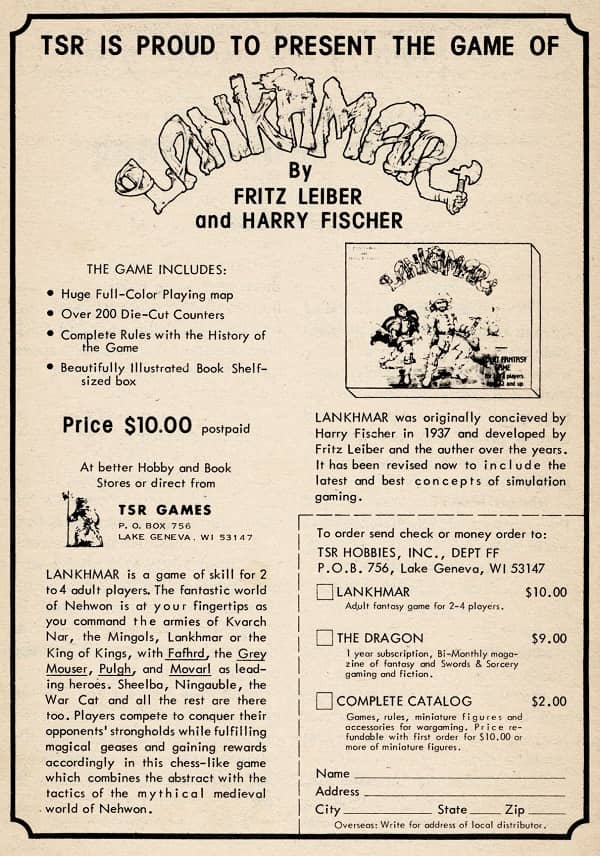 TSR IS PROUD TO PRESENT THE GAME OF
LANKHMAR
By
FRITZ LEIBER
and HARRY FISCHER
THE GAME INCLUDES:
• Huge Full-Color Playing map
• Over 200 Die-Cut Counters
• Complete Rules with the History of
the Game
• Beautifully Illustrated Book Shelf-
sized box
Price $10.00 postpaid
At better Hobby and Book
Stores or direct from
TSR GAMES
P. O. BOX 756
LAKE GENEVA, WI 53147
LANKHMAR is a game of skill for 2
to 4 adult players. The fantastic world
of Nehwon is at your fingertips as
you command the armies of Kvarch
Nar, the Mingols, Lankhmar or the
King of Kings, with Fafhrd, the Grey
Mouser, Pulgh, and Movarl as lead-
ing heroes. Sheelba, Ningauble, the
War Cat and all the rest are there
too. Players compete to conquer their
opponents' strongholds while fulfilling
magical geases and gaining rewards
accordingly in this chess-like game
which combines the abstract with the
tactics of the mythical medieval
world of Nehwon.
LANKHMAR
FANTASY
GAME
players
and up
LANKHMAR was originally concieved by
Harry Fischer in 1937 and developed by
Fritz Leiber and the auther over the years.
It has been revised now to include the
latest and best concepts of simulation
gaming.
To order send check or money order to:
TSR HOBBIES, INC., DEPT FF
P.O.B. 756, Lake Geneva, WI 53147
LANKHMAR $10.00
Adult fantasy game for 2-4 players.
THE DRAGON $9.00
1 year subscription, Bi-Monthly maga-
zine of fantasy and Swords & Sorcery
gaming and fiction.
COMPLETE CATALOG $2.00
Games, rules, miniature figures and
accessories for wargaming. Price re-
fundable with first order for $10.00 or
more of miniature figures.
Name
Address
City State Zip
Overseas: Write for address of local distributor.